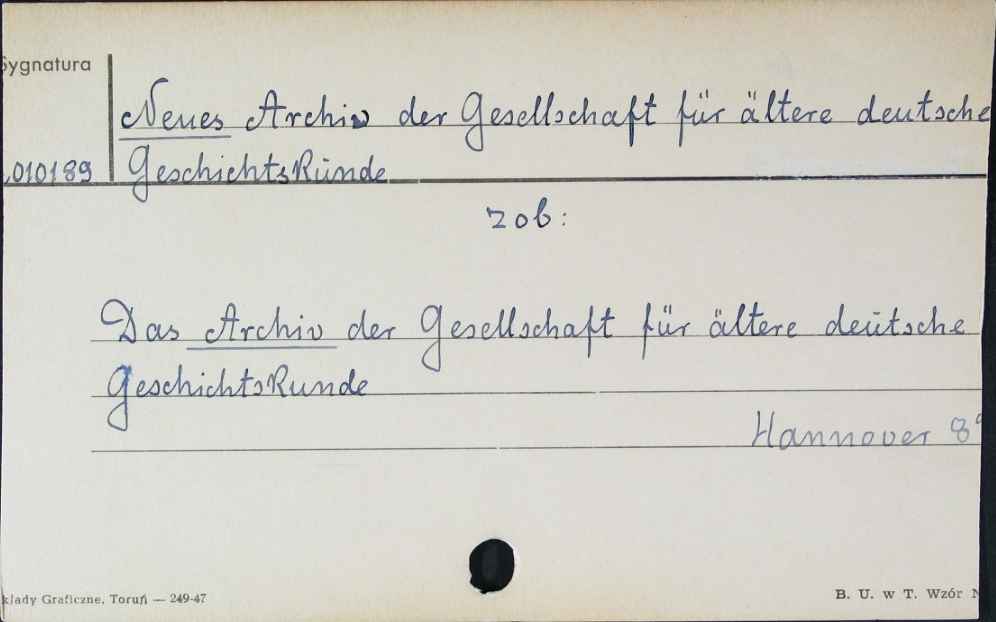 Sygnatura
Neues Archiv der Gesellschaft für ältere deutsche
010189 Geschichtskunde
zob:
Das Archiv der Gesellschaft für ältere deutsche
Geschichtskunde
Hannover 8°
kłady Graficzne, Toruń — 249-47
B. U. w T. Wzór N